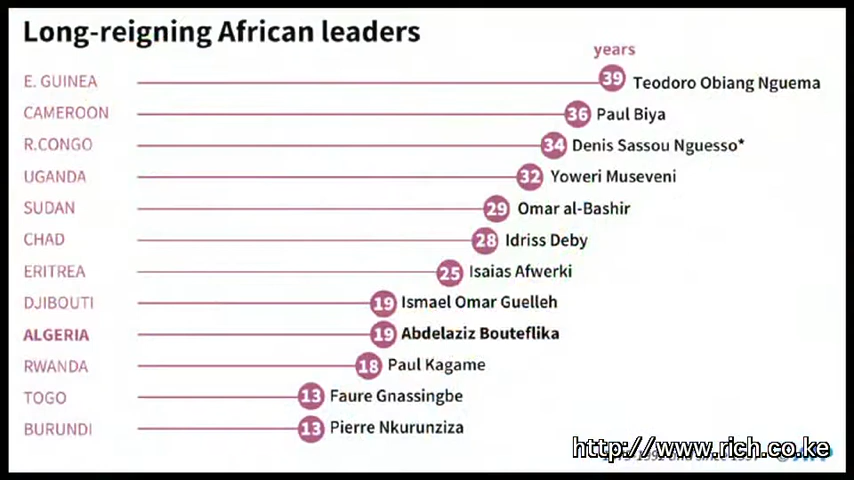 Long-reigning African leaders
years
E. GUINEA 39 Teodoro Obiang Nguema
CAMEROON 36 Paul Biya
R.CONGO 34 Denis Sassou Nguesso*
UGANDA 32 Yoweri Museveni
SUDAN 29 Omar al-Bashir
CHAD 28 Idriss Deby
ERITREA 25 Isaias Afwerki
DJIBOUTI 19 Ismael Omar Guelleh
ALGERIA 19 Abdelaziz Bouteflika
RWANDA 18 Paul Kagame
TOGO 13 Faure Gnassingbe
BURUNDI 13 Pierre Nkurunziza
http://www.rich.co.ke